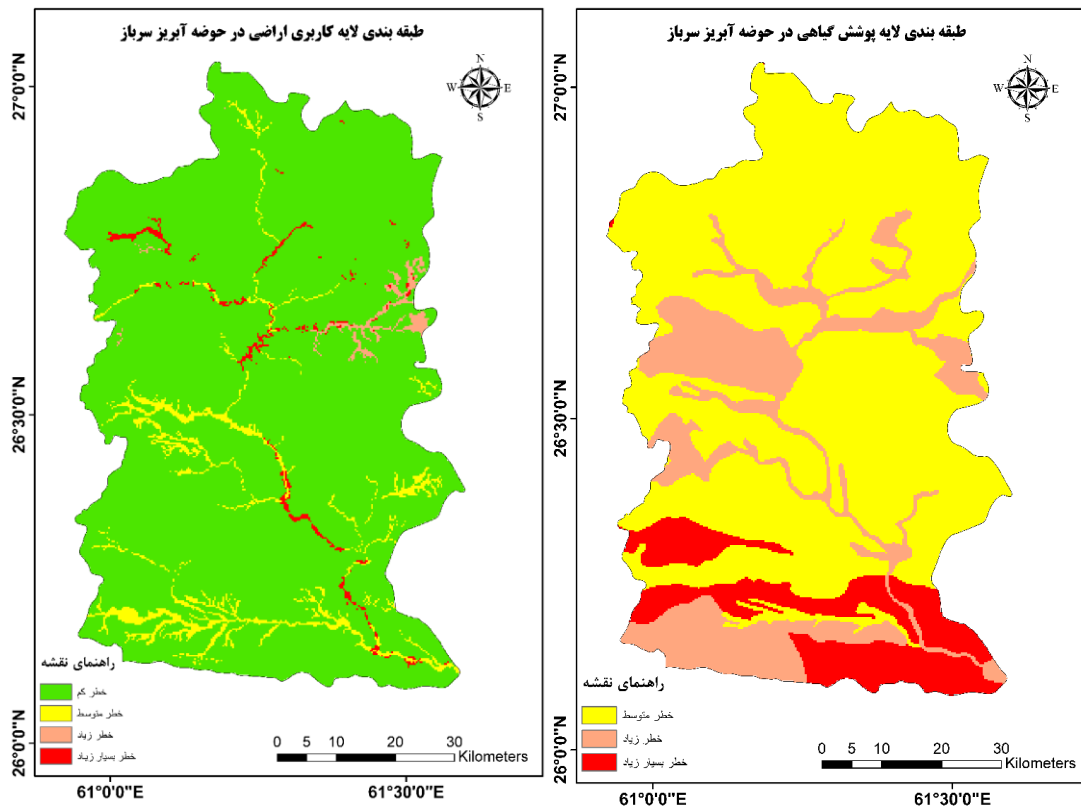 طبقه بندی لایه کاربری اراضی در حوضه آبریز سرباز
N
W E
S
27°0'0"N
26°30'0"N
26°0'0"N
راهنمای نقشه
خطر کم
خطر متوسط
خطر زیاد
خطر بسیار زیاد
0 5 10 20 30
Kilometers
61°0'0"E 61°30'0"E
طبقه بندی لایه پوشش گیاهی در حوضه آبریز سرباز
N
W E
S
27°0'0"N
26°30'0"N
26°0'0"N
راهنمای نقشه
خطر متوسط
خطر زیاد
خطر بسیار زیاد
0 5 10 20 30
Kilometers
61°0'0"E 61°30'0"E